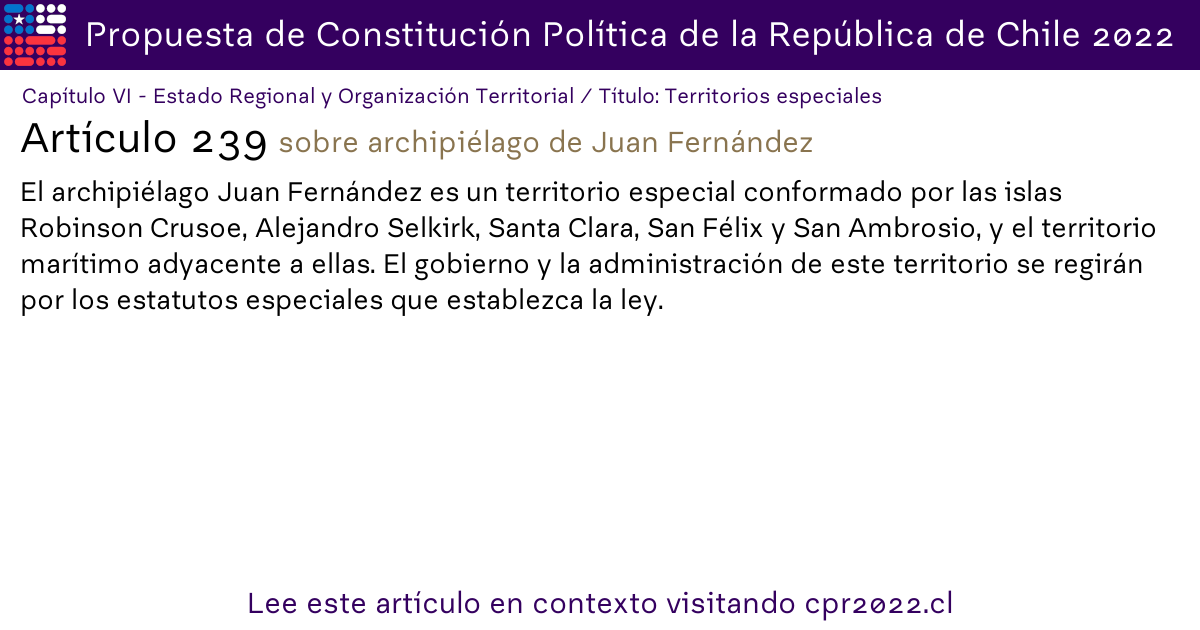 Propuesta de Constitución Política de la República de Chile 2022
Capítulo VI - Estado Regional y Organización Territorial / Título: Territorios especiales
Artículo 239 sobre archipiélago de Juan Fernández
El archipiélago Juan Fernández es un territorio especial conformado por las islas
Robinson Crusoe, Alejandro Selkirk, Santa Clara, San Félix y San Ambrosio, y el territorio
marítimo adyacente a ellas. El gobierno y la administración de este territorio se regirán
por los estatutos especiales que establezca la ley.
Lee este artículo en contexto visitando cpr2022.cl